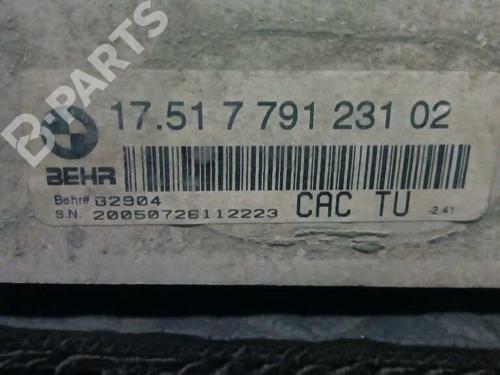 B-PARTS
17.51 7 791 231 02
BEHR
Behr# G2904
S.N. 20050726112223
CAC TU
-2.41